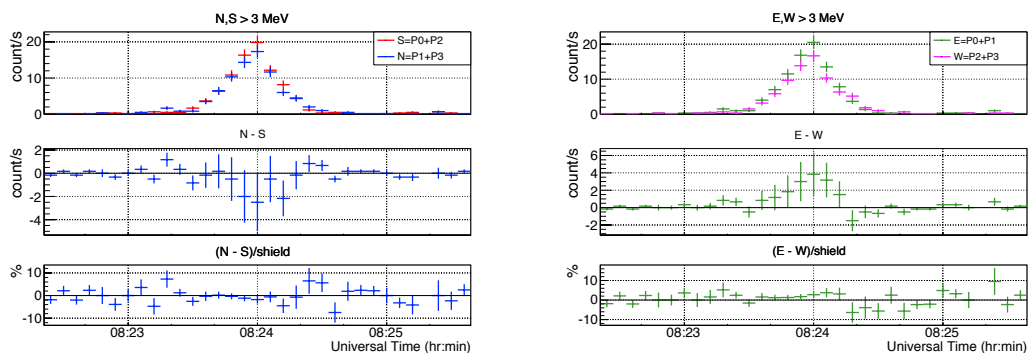 N,S > 3 MeV
count/s
20
10
0
S=P0+P2
N=P1+P3
N - S
count/s
2
0
−2
−4
(N - S)/shield
%
10
0
−10
08:23
08:24
08:25
Universal Time (hr:min)
E,W > 3 MeV
count/s
20
10
0
E=P0+P1
W=P2+P3
E - W
count/s
6
4
2
0
−2
(E - W)/shield
%
10
0
−10
08:23
08:24
08:25
Universal Time (hr:min)